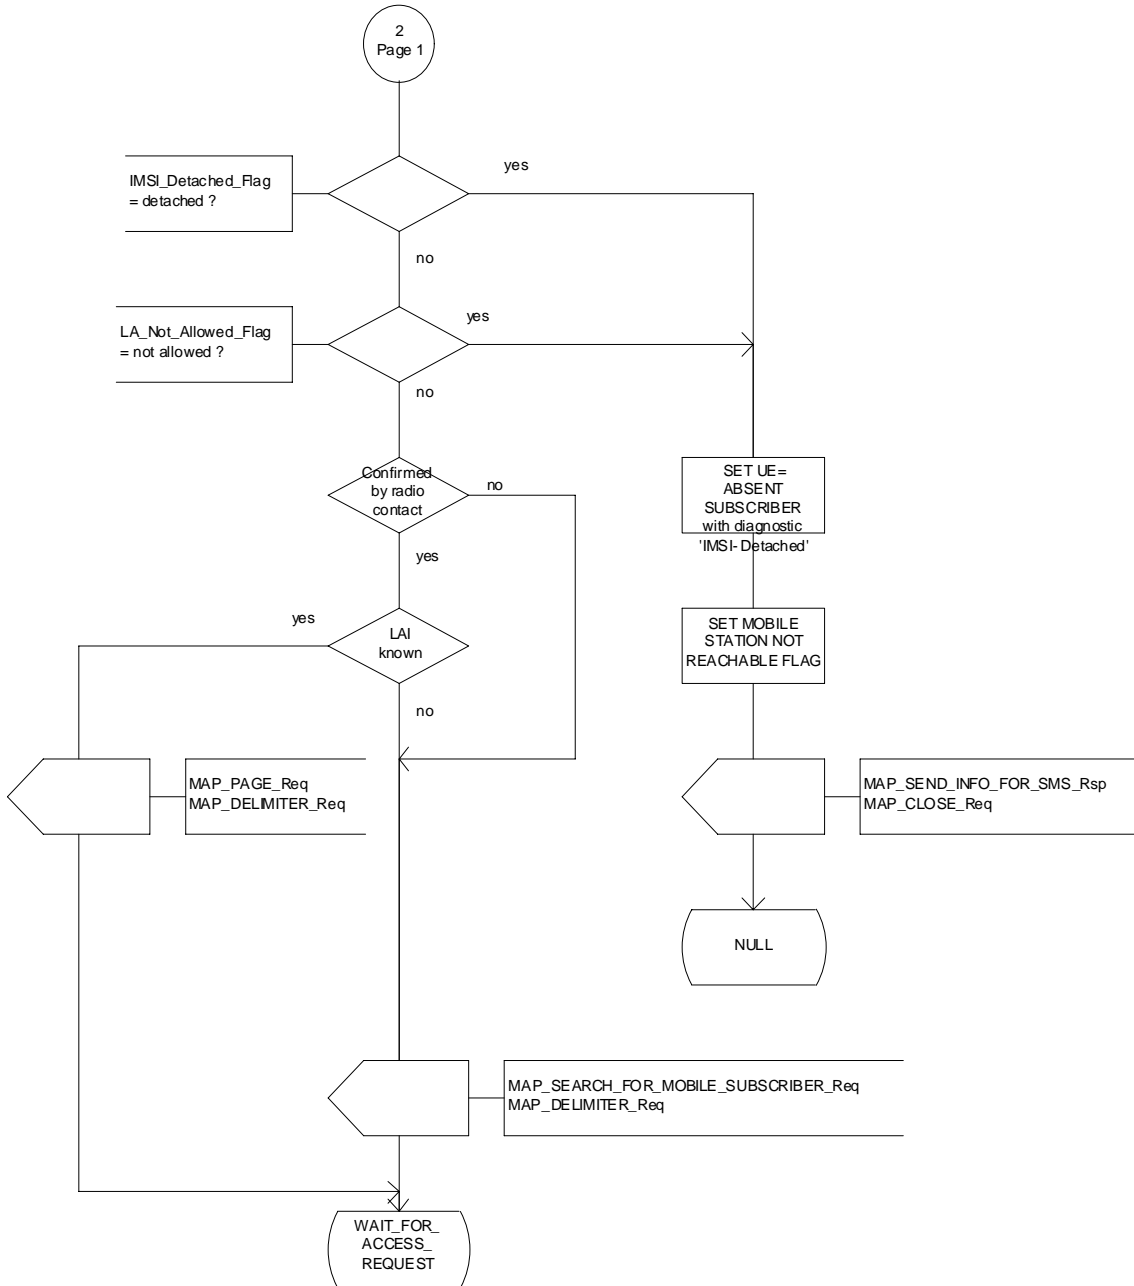 2
Page 1
yes
IMSI_Detached_Flag
= detached ?
no
yes
LA_Not_Allowed_Flag
= not allowed ?
no
Confirmed
by radio
contact
no
SET UE=
ABSENT
SUBSCRIBER
with diagnostic
'IMSI-Detached'
yes
yes
LAI
known
SET MOBILE
STATION NOT
REACHABLE FLAG
no
MAP_PAGE_Req
MAP_DELIMITER_Req
MAP_SEND_INFO_FOR_SMS_Rsp
MAP_CLOSE_Req
NULL
MAP_SEARCH_FOR_MOBILE_SUBSCRIBER_Req
MAP_DELIMITER_Req
WAIT_FOR_
ACCESS_
REQUEST